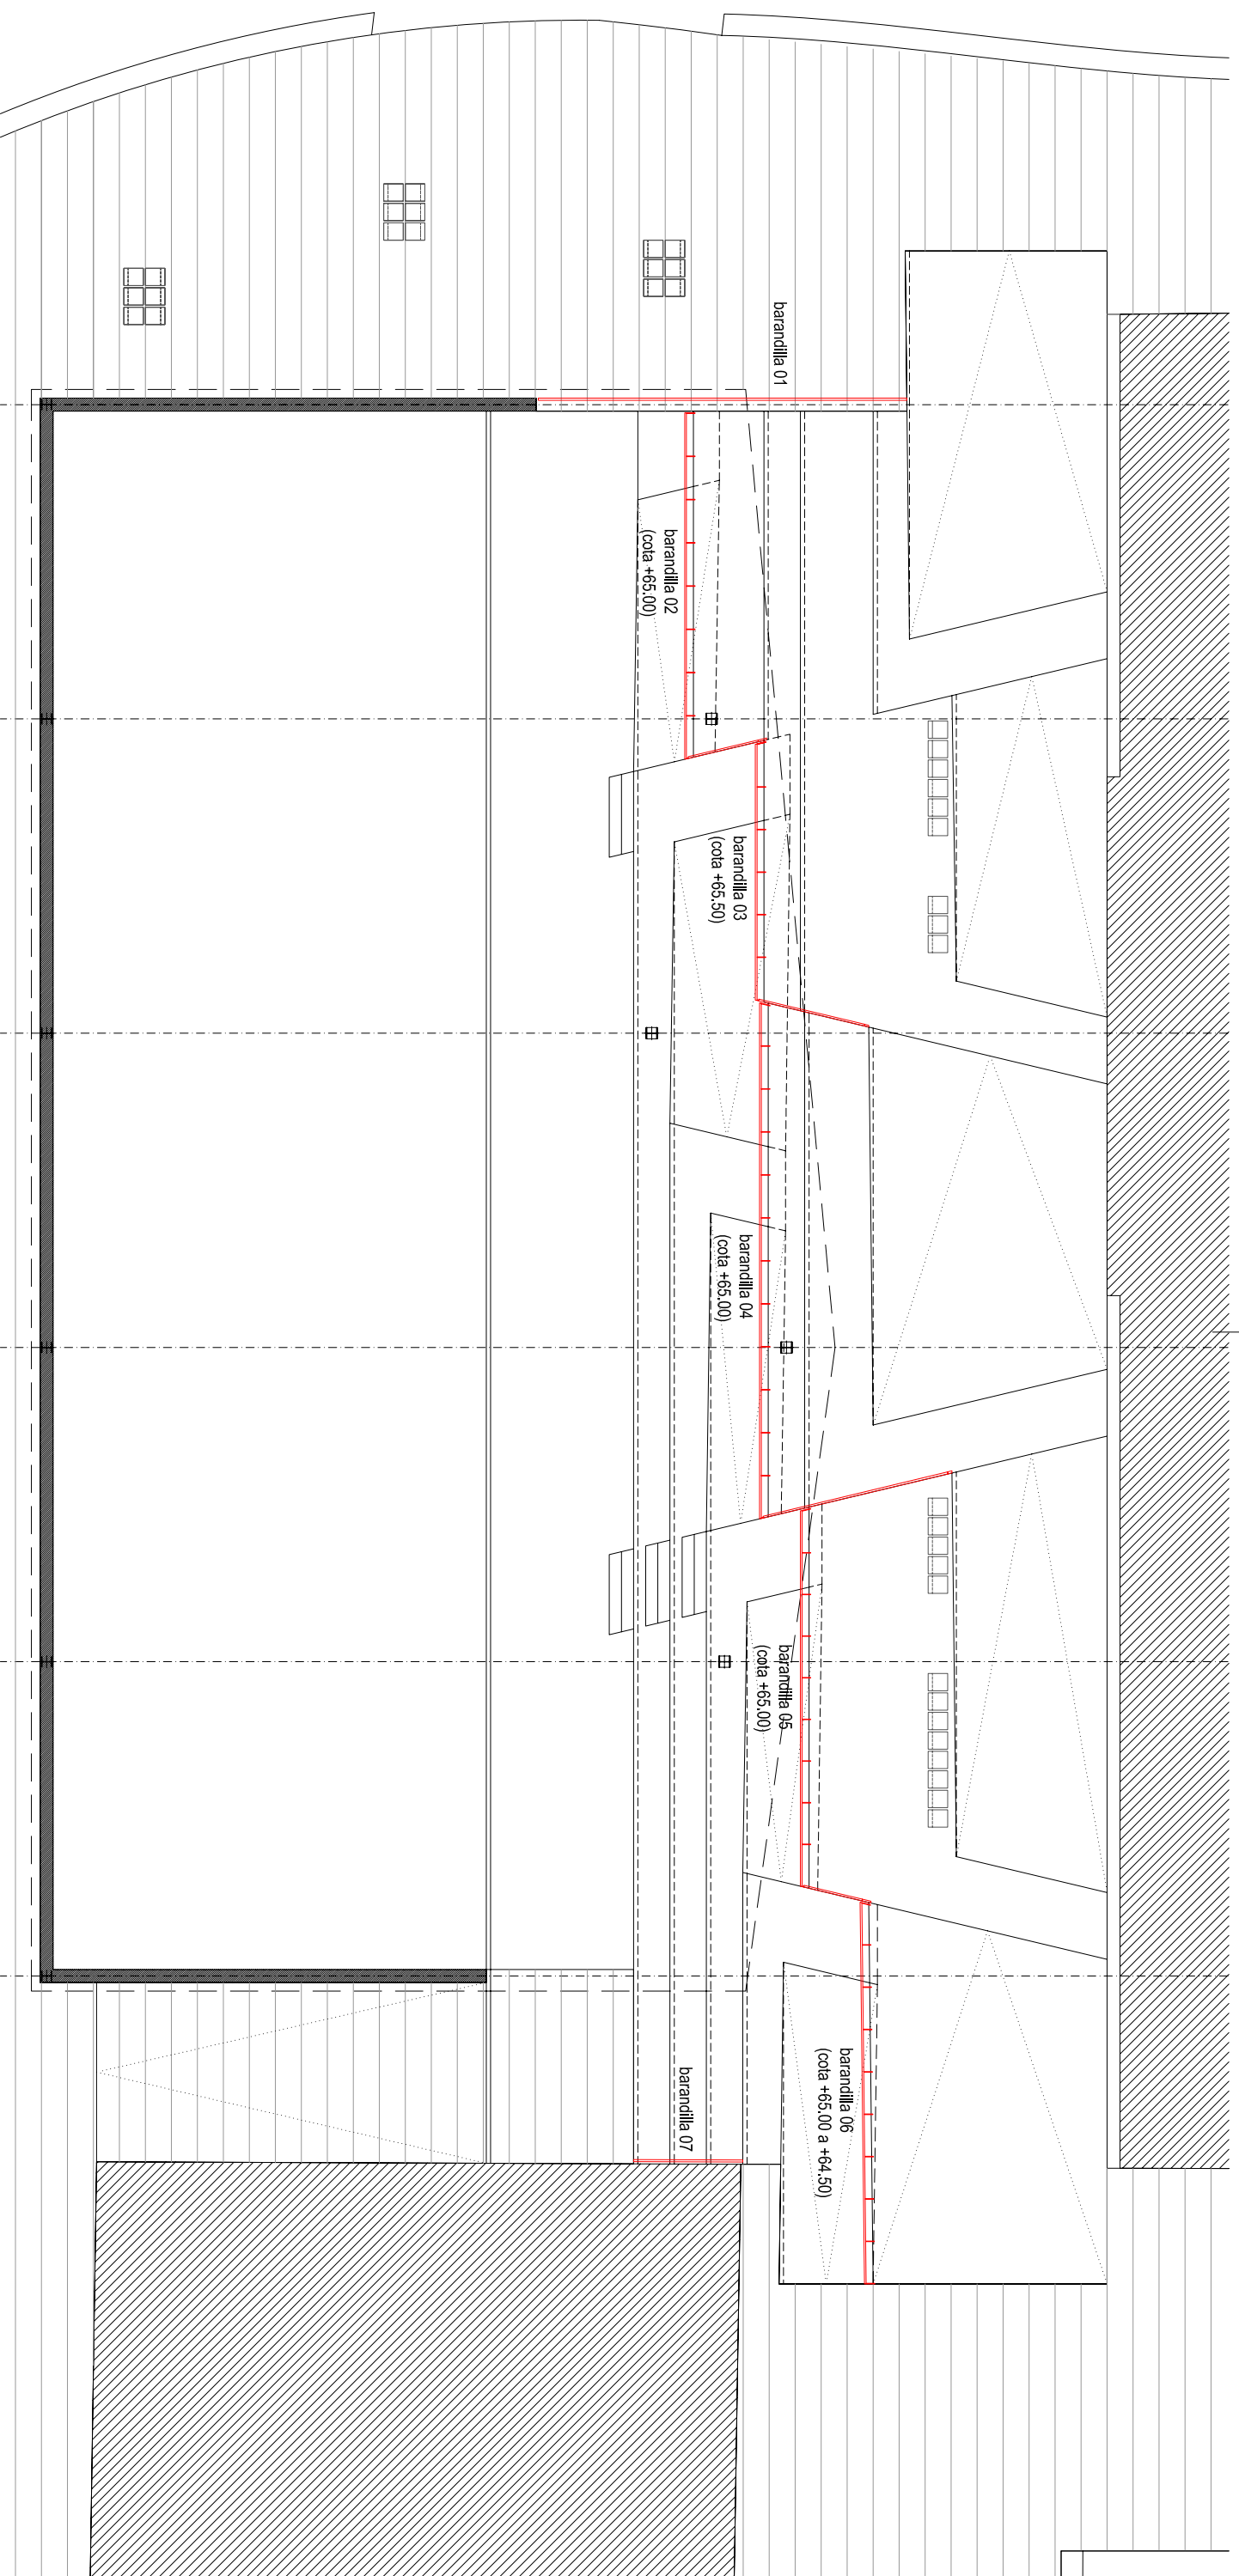 barandilla 01
barandilla 02
(cota +65.00)
barandilla 03
(cota +65.50)
barandilla 04
(cota +65.00)
barandilla 05
(cota +65.00)
barandilla 06
(cota +65.00 a +64.50)
barandilla 07